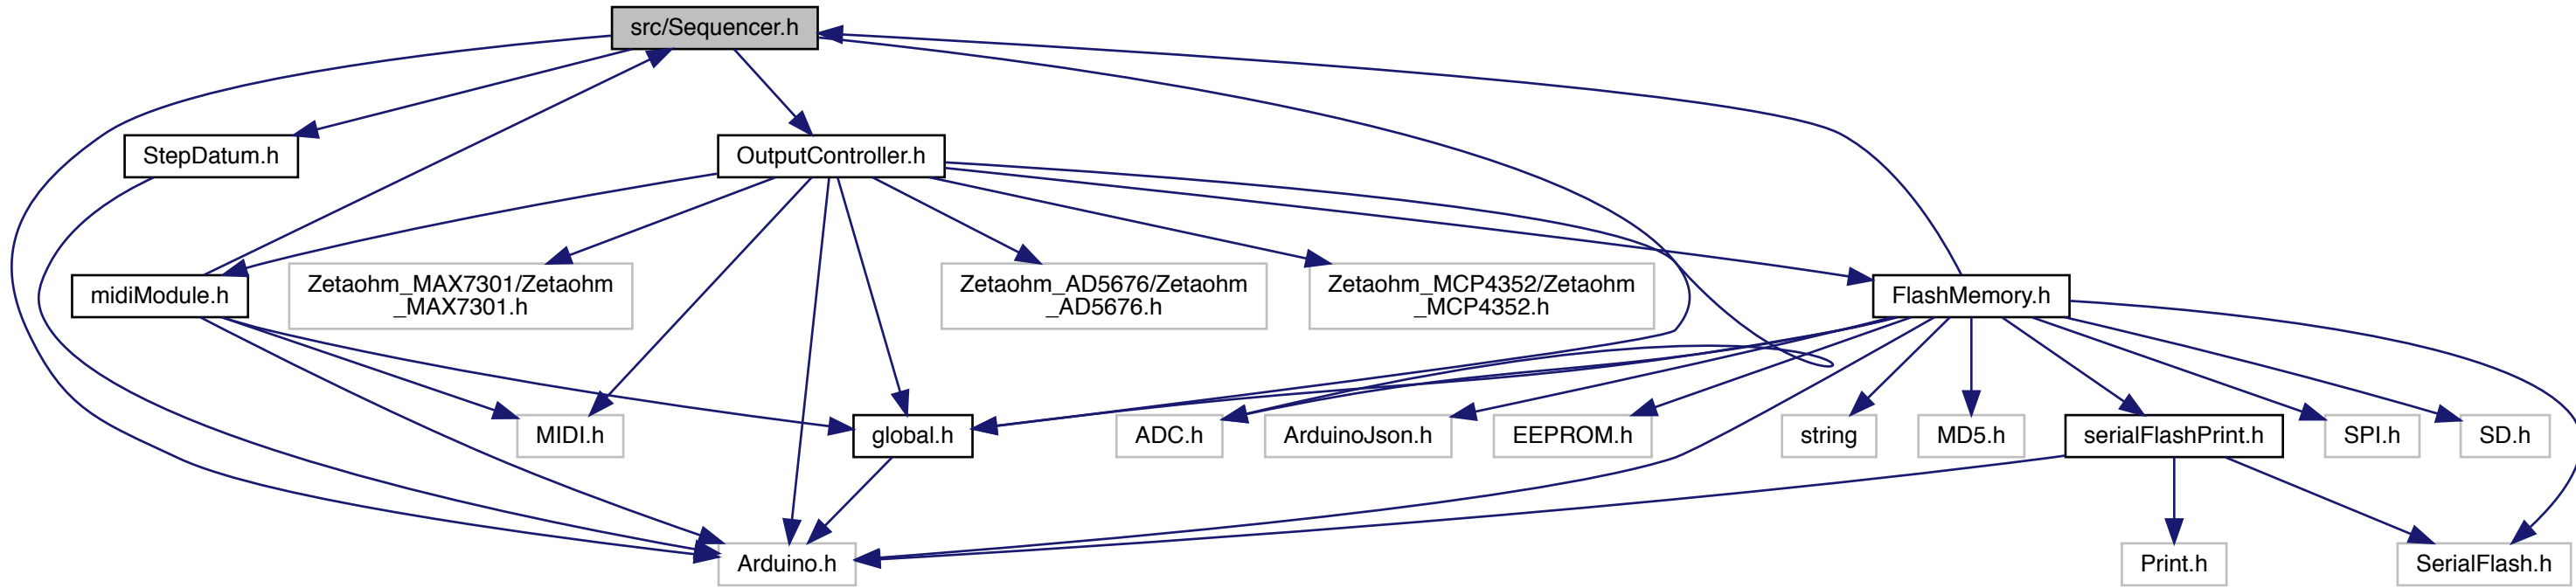 src/Sequencer.h
StepDatum.h
OutputController.h
midiModule.h
Zetaohm_MAX7301/Zetaohm
_MAX7301.h
Zetaohm_AD5676/Zetaohm
_AD5676.h
Zetaohm_MCP4352/Zetaohm
_MCP4352.h
FlashMemory.h
MIDI.h
global.h
ADC.h
ArduinoJson.h
EEPROM.h
string
MD5.h
serialFlashPrint.h
SPI.h
SD.h
Arduino.h
Print.h
SerialFlash.h